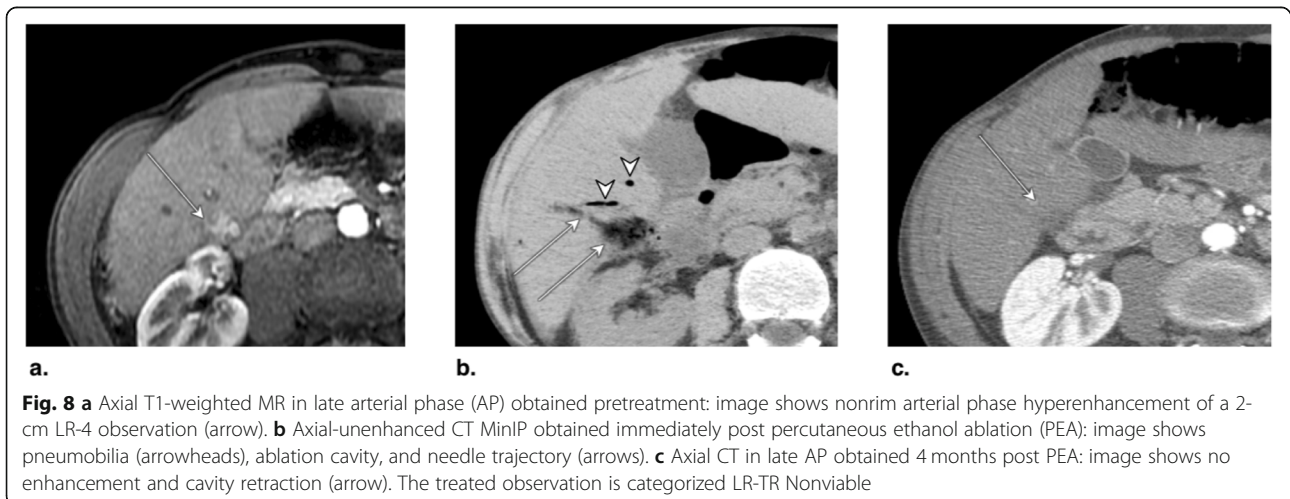 a.
b.
c.
Fig. 8 a Axial T1-weighted MR in late arterial phase (AP) obtained pretreatment: image shows nonrim arterial phase hyperenhancement of a 2-
cm LR-4 observation (arrow). b Axial-unenhanced CT MinIP obtained immediately post percutaneous ethanol ablation (PEA): image shows
pneumobilia (arrowheads), ablation cavity, and needle trajectory (arrows). c Axial CT in late AP obtained 4 months post PEA: image shows no
enhancement and cavity retraction (arrow). The treated observation is categorized LR-TR Nonviable